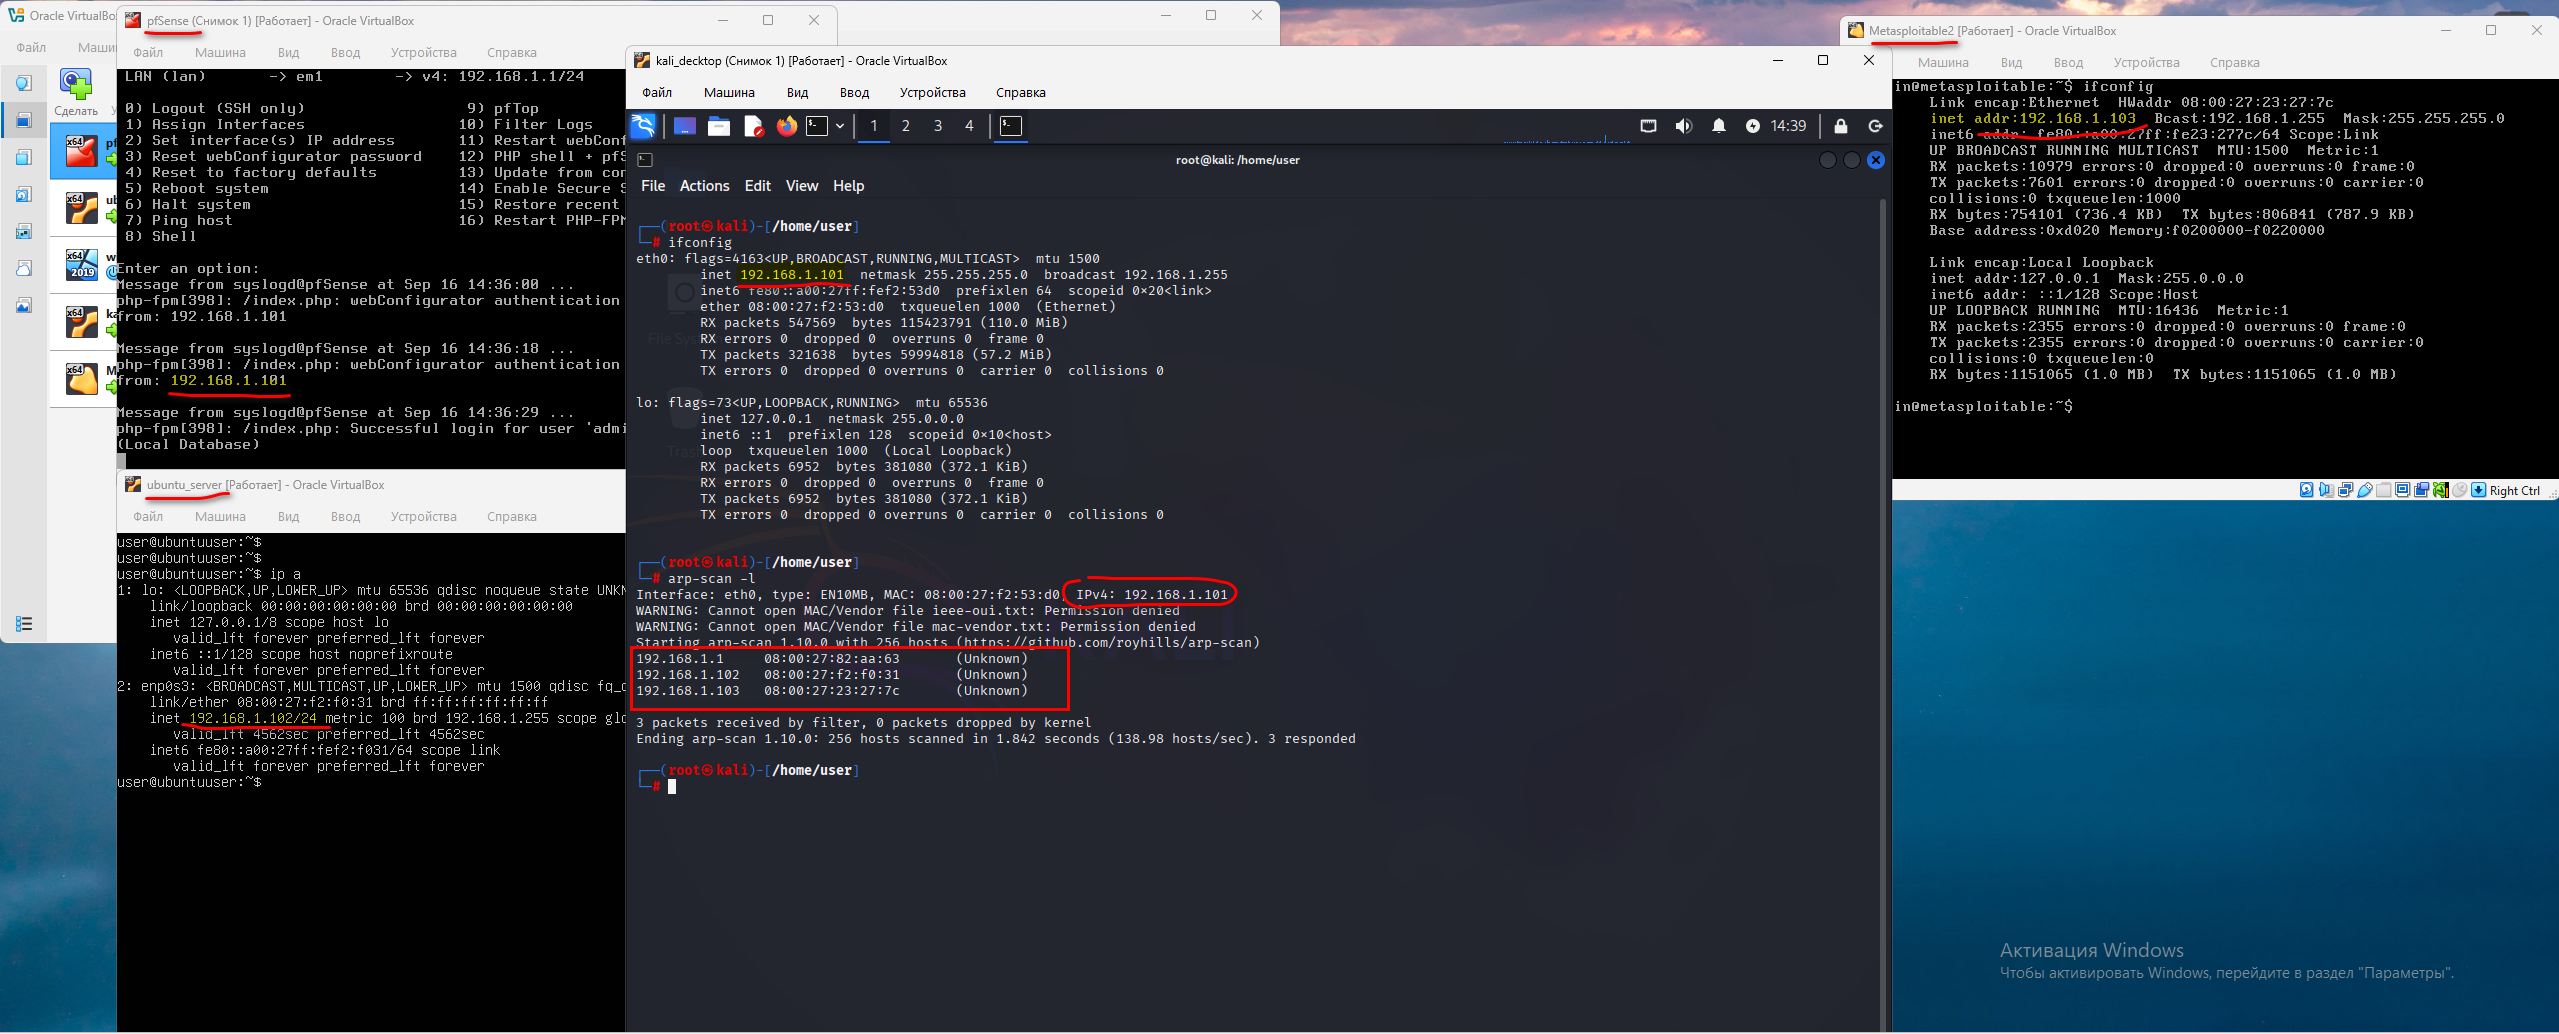 Oracle VirtualBo
Файл
Маши
Сделать
pfSense (Снимок 1) [Работает] - Oracle VirtualBox
Файл Машина Вид Ввод Устройства Справка
LAN (lan) -> em1 -> v4: 192.168.1.1/24
0) Logout (SSH only) 9) pfTop
1) Assign Interfaces 10) Filter Logs
2) Set interface(s) IP address 11) Restart webConf
3) Reset webConfigurator password 12) PHP shell + pfS
4) Reset to factory defaults 13) Update from con
5) Reboot system 14) Enable Secure S
6) Halt system 15) Restore recent
7) Ping host 16) Restart PHP-FPM
8) Shell
Enter an option:
Message from syslogd@pfSense at Sep 16 14:36:00 ...
php-fpm[398]: /index.php: webConfigurator authentication
from: 192.168.1.101
Message from syslogd@pfSense at Sep 16 14:36:18 ...
php-fpm[398]: /index.php: webConfigurator authentication
from: 192.168.1.101
Message from syslogd@pfSense at Sep 16 14:36:29 ...
php-fpm[398]: /index.php: Successful login for user 'admi
(Local Database)
ubuntu_server [Работает] - Oracle VirtualBox
Файл Машина Вид Ввод Устройства Справка
user@ubuntuuser:~$
user@ubuntuuser:~$
user@ubuntuuser:~$ ip a
1: lo: <LOOPBACK,UP,LOWER_UP> mtu 65536 qdisc noqueue state UNKN
link/loopback 00:00:00:00:00:00 brd 00:00:00:00:00:00
inet 127.0.0.1/8 scope host lo
valid_lft forever preferred_lft forever
inet6 ::1/128 scope host noprefixroute
valid_lft forever preferred_lft forever
2: enp0s3: <BROADCAST,MULTICAST,UP,LOWER_UP> mtu 1500 qdisc fq_c
link/ether 08:00:27:f2:f0:31 brd ff:ff:ff:ff:ff:ff
inet 192.168.1.102/24 metric 100 brd 192.168.1.255 scope glo
valid_lft 4562sec preferred_lft 4562sec
inet6 fe80::a00:27ff:fef2:f031/64 scope link
valid_lft forever preferred_lft forever
user@ubuntuuser:~$
kali_decktop (Снимок 1) [Работает] - Oracle VirtualBox
Файл Машина Вид Ввод Устройства Справка
1 2 3 4
14:39
root@kali: /home/user
File Actions Edit View Help
(root㉿kali)-[/home/user]
# ifconfig
eth0: flags=4163<UP,BROADCAST,RUNNING,MULTICAST> mtu 1500
inet 192.168.1.101 netmask 255.255.255.0 broadcast 192.168.1.255
inet6 fe80::a00:27ff:fef2:53d0 prefixlen 64 scopeid 0×20<link>
ether 08:00:27:f2:53:d0 txqueuelen 1000 (Ethernet)
RX packets 547569 bytes 115423791 (110.0 MiB)
RX errors 0 dropped 0 overruns 0 frame 0
TX packets 321638 bytes 59994818 (57.2 MiB)
TX errors 0 dropped 0 overruns 0 carrier 0 collisions 0
lo: flags=73<UP,LOOPBACK,RUNNING> mtu 65536
inet 127.0.0.1 netmask 255.0.0.0
inet6 ::1 prefixlen 128 scopeid 0×10<host>
loop txqueuelen 1000 (Local Loopback)
RX packets 6952 bytes 381080 (372.1 KiB)
RX errors 0 dropped 0 overruns 0 frame 0
TX packets 6952 bytes 381080 (372.1 KiB)
TX errors 0 dropped 0 overruns 0 carrier 0 collisions 0
(root㉿kali)-[/home/user]
# arp-scan -l
Interface: eth0, type: EN10MB, MAC: 08:00:27:f2:53:d0, IPv4: 192.168.1.101
WARNING: Cannot open MAC/Vendor file ieee-oui.txt: Permission denied
WARNING: Cannot open MAC/Vendor file mac-vendor.txt: Permission denied
Starting arp-scan 1.10.0 with 256 hosts (https://github.com/royhills/arp-scan)
192.168.1.1 08:00:27:82:aa:63 (Unknown)
192.168.1.102 08:00:27:f2:f0:31 (Unknown)
192.168.1.103 08:00:27:23:27:7c (Unknown)
3 packets received by filter, 0 packets dropped by kernel
Ending arp-scan 1.10.0: 256 hosts scanned in 1.842 seconds (138.98 hosts/sec). 3 responded
(root㉿kali)-[/home/user]
#
Metasploitable2 [Работает] - Oracle VirtualBox
Машина Вид Ввод Устройства Справка
in@metasploitable:~$ ifconfig
Link encap:Ethernet HWaddr 08:00:27:23:27:7c
inet addr:192.168.1.103 Bcast:192.168.1.255 Mask:255.255.255.0
inet6 addr: fe80::a00:27ff:fe23:277c/64 Scope:Link
UP BROADCAST RUNNING MULTICAST MTU:1500 Metric:1
RX packets:10979 errors:0 dropped:0 overruns:0 frame:0
TX packets:7601 errors:0 dropped:0 overruns:0 carrier:0
collisions:0 txqueuelen:1000
RX bytes:754101 (736.4 KB) TX bytes:806841 (787.9 KB)
Base address:0xd020 Memory:f0200000-f0220000
Link encap:Local Loopback
inet addr:127.0.0.1 Mask:255.0.0.0
inet6 addr: ::1/128 Scope:Host
UP LOOPBACK RUNNING MTU:16436 Metric:1
RX packets:2355 errors:0 dropped:0 overruns:0 frame:0
TX packets:2355 errors:0 dropped:0 overruns:0 carrier:0
collisions:0 txqueuelen:0
RX bytes:1151065 (1.0 MB) TX bytes:1151065 (1.0 MB)
in@metasploitable:~$
Right Ctrl
Активация Windows
Чтобы активировать Windows, перейдите в раздел "Параметры".